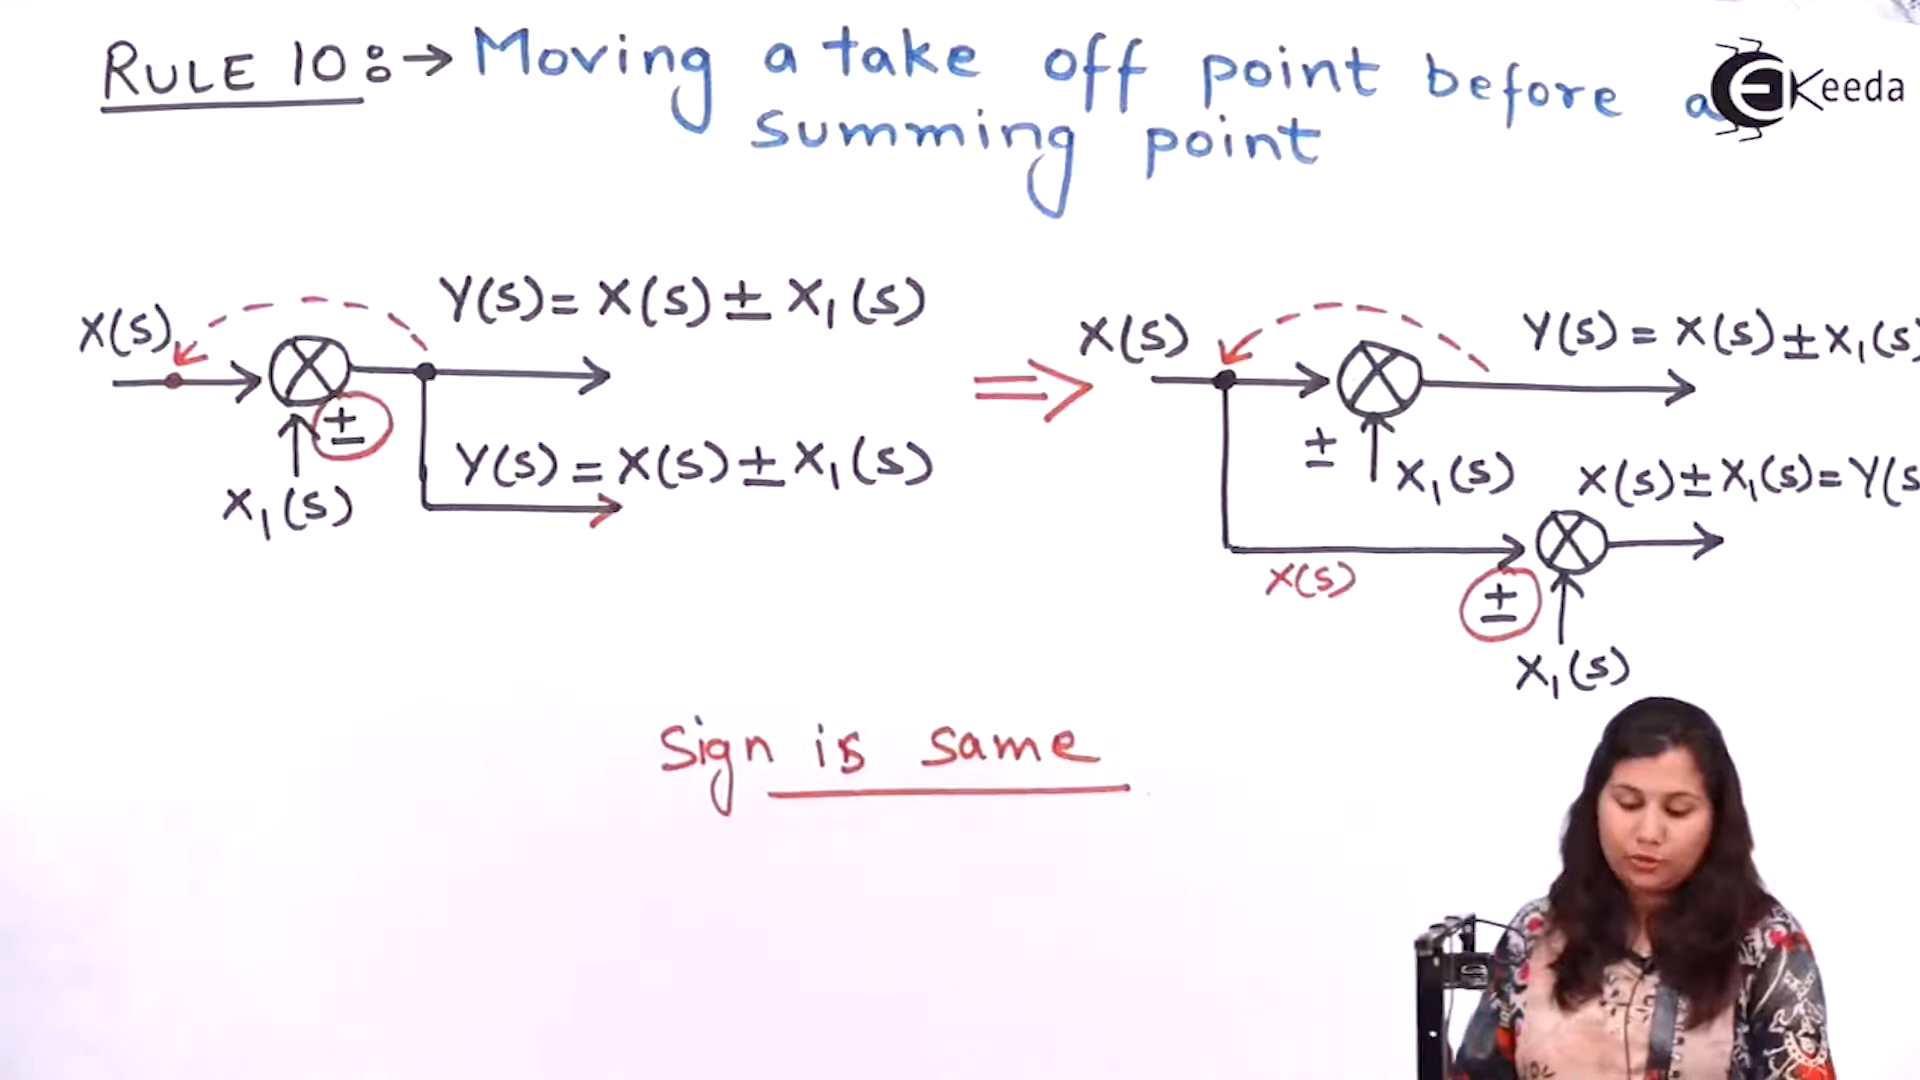 RULE 10:→ Moving a take off point before a
summing point
EKeeda
X(s)
Y(s)= X(s) ± X₁(s)
±
X₁(s)
Y(s) = X(s) ± X₁(s)
X(s)
Y(s) = X(s) ± X₁(s)
±
X₁(s)
X(s) ± X₁(s) = Y(s
X(s)
±
X₁(s)
Sign is same